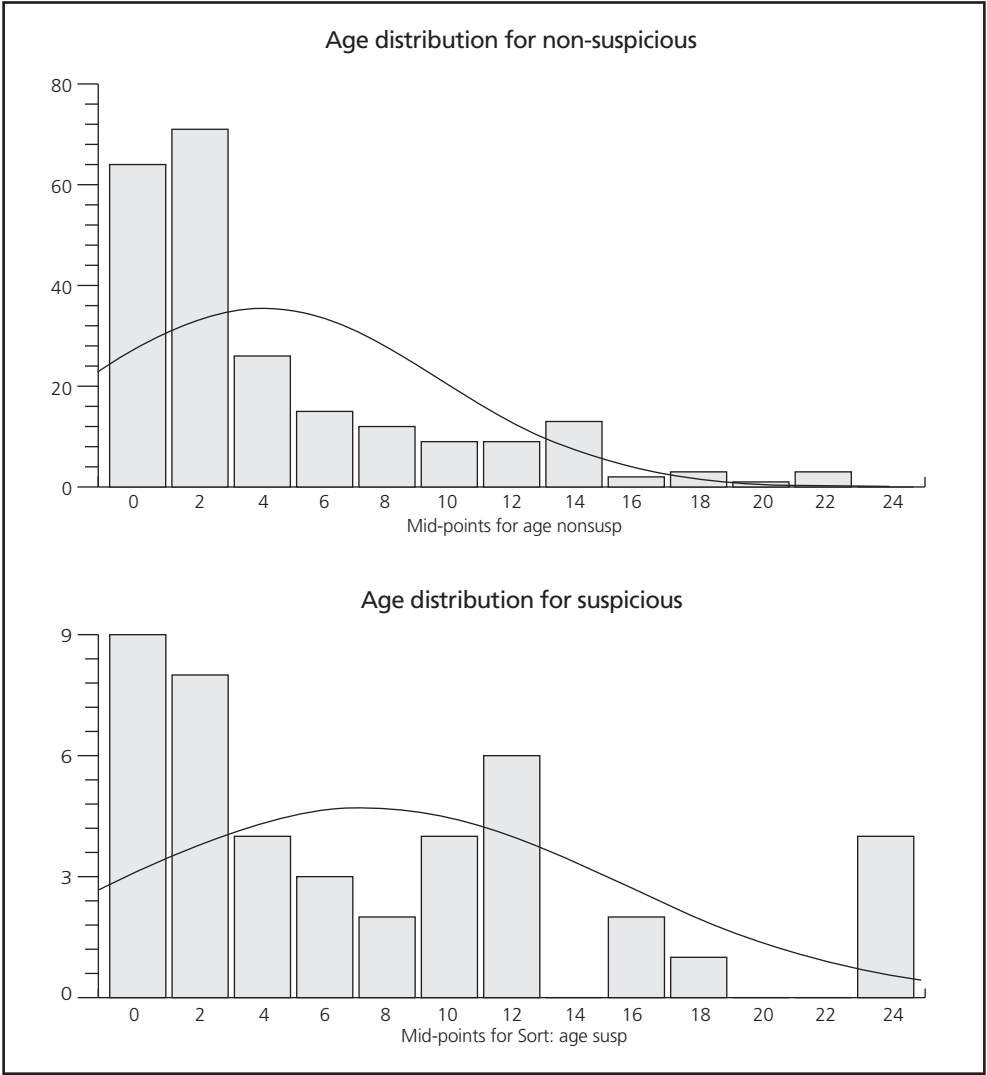 Age distribution for non-suspicious
80
60
40
20
0
0 2 4 6 8 10 12 14 16 18 20 22 24
Mid-points for age nonsusp
Age distribution for suspicious
9
6
3
0
0 2 4 6 8 10 12 14 16 18 20 22 24
Mid-points for Sort: age susp